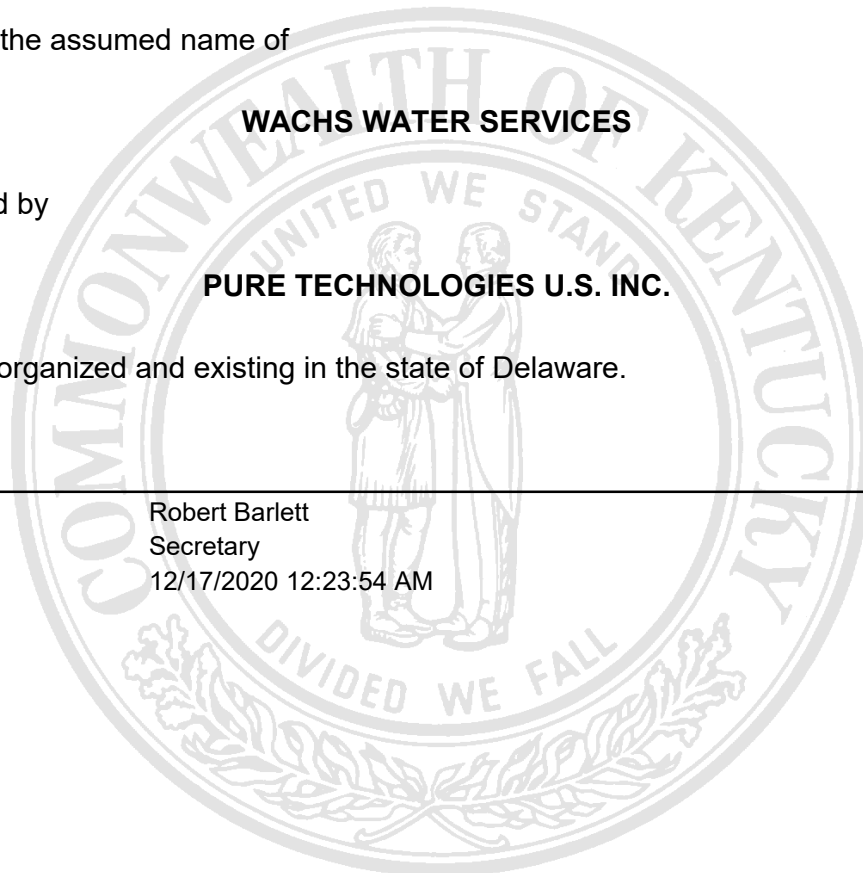 the assumed name of
WACHS WATER SERVICES
d by
PURE TECHNOLOGIES U.S. INC.
organized and existing in the state of Delaware.
Robert Barlett
Secretary
12/17/2020 12:23:54 AM
COMMONWEALTH OF KENTUCKY
UNITED WE STAND
DIVIDED WE FALL